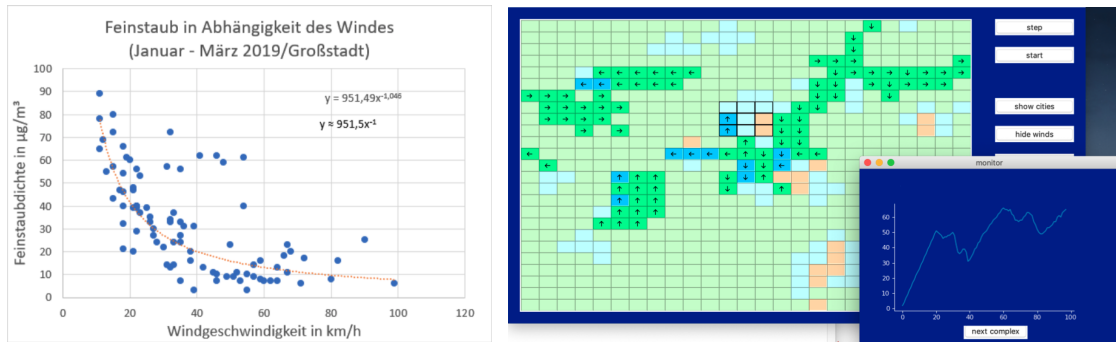 Feinstaub in Abhängigkeit des Windes
(Januar - März 2019/Großstadt)
Feinstaubdichte in µg/m³
100
90
80
70
60
50
40
30
20
10
0
y = 951,49x^-1,046
y ≈ 951,5x^-1
0 20 40 60 80 100 120
Windgeschwindigkeit in km/h
step
start
show cities
hide winds
monitor
60
50
40
30
20
10
0
0 20 40 60 80 100
next complex